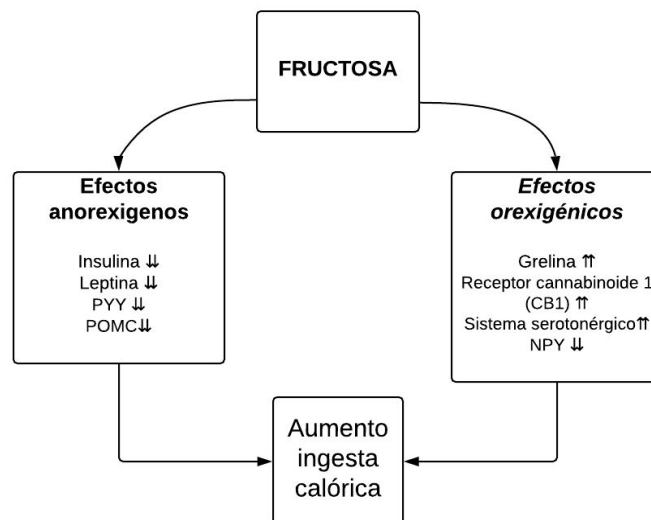 FRUCTOSA
Efectos
anorexigenos
Insulina ⇊
Leptina ⇊
PYY ⇊
POMC⇊
Efectos
orexigénicos
Grelina ⇈
Receptor cannabinoide 1
(CB1) ⇈
Sistema serotonérgico⇈
NPY ⇊
Aumento
ingesta
calórica